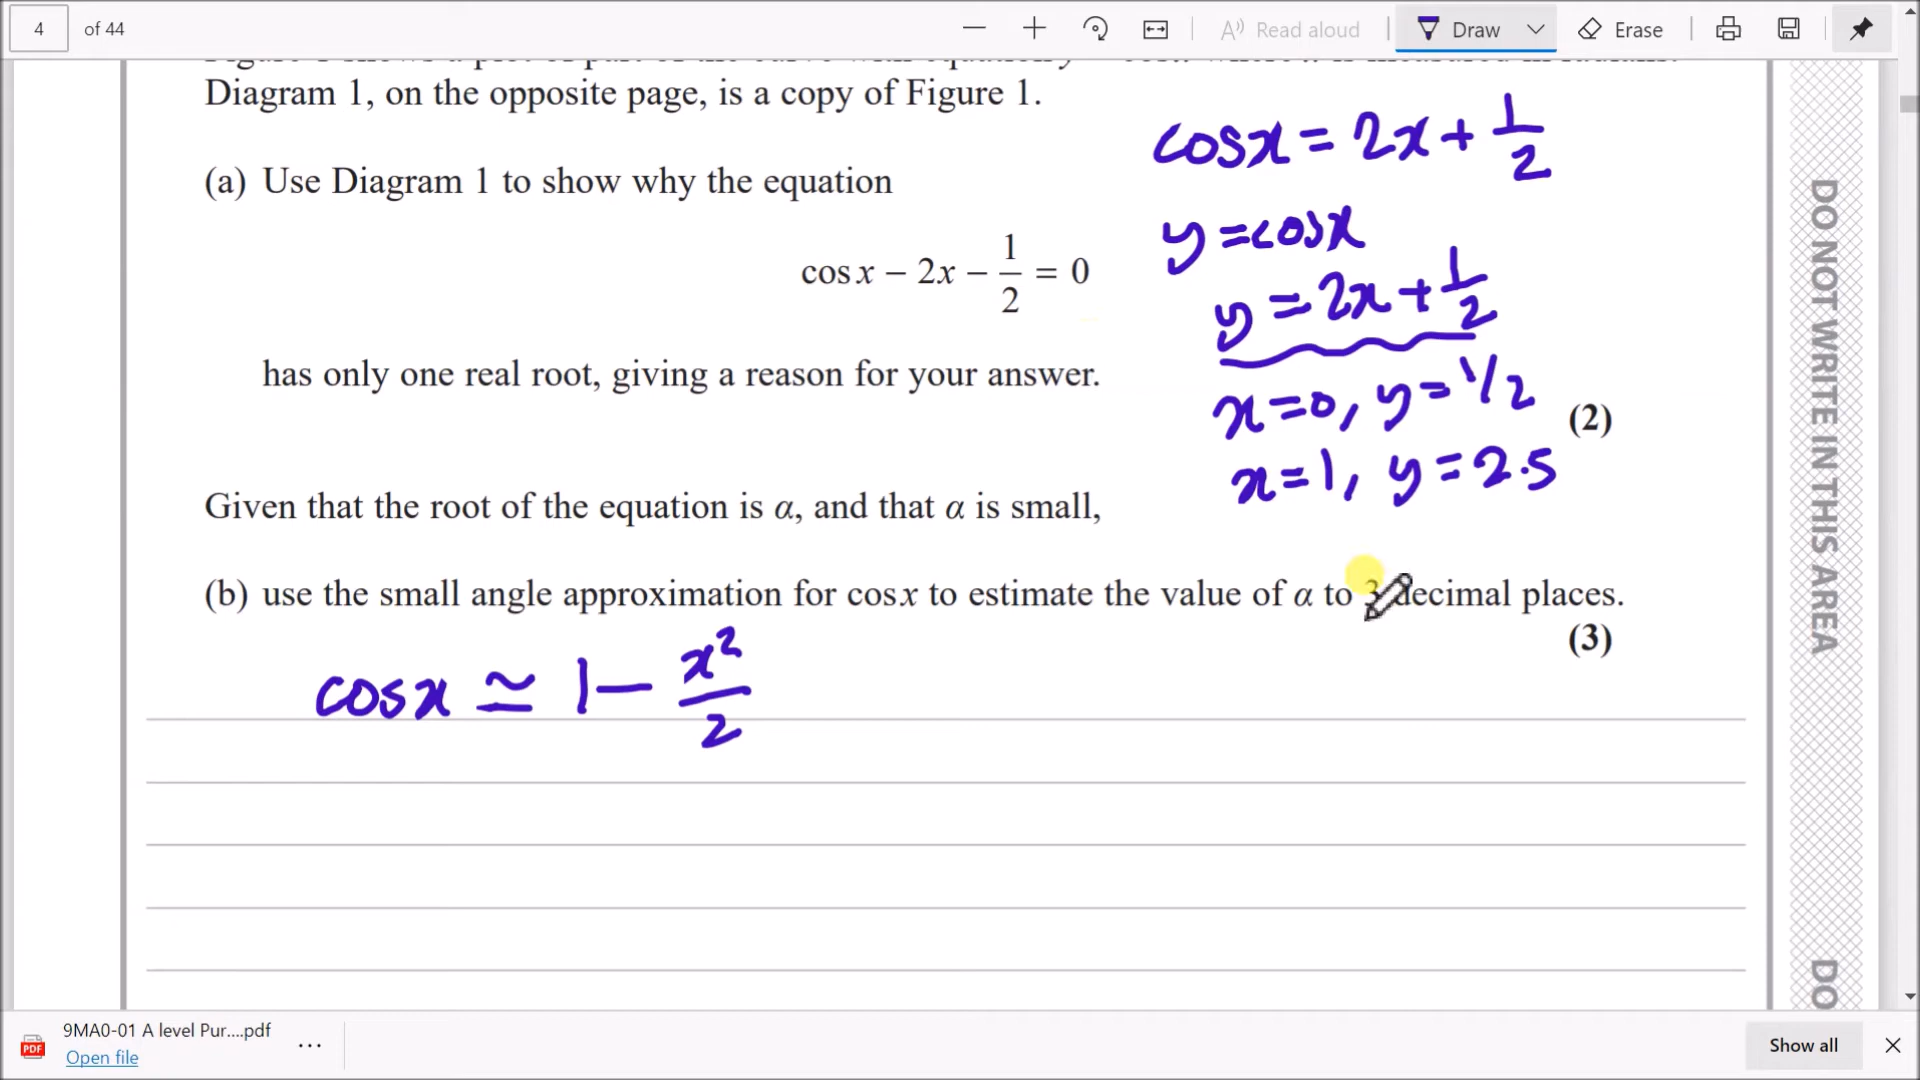 4 of 44 Read aloud Draw Erase
Diagram 1, on the opposite page, is a copy of Figure 1.
cosx = 2x + 1/2
(a) Use Diagram 1 to show why the equation
y = cosx
cos x − 2x − 1/2 = 0
y = 2x + 1/2
has only one real root, giving a reason for your answer.
x = 0, y = 1/2
(2)
x = 1, y = 2.5
Given that the root of the equation is α, and that α is small,
(b) use the small angle approximation for cos x to estimate the value of α to 3 decimal places.
(3)
cosx ≃ 1 − x²/2
DO NOT WRITE IN THIS AREA
DO
9MA0-01 A level Pur....pdf
Open file
Show all